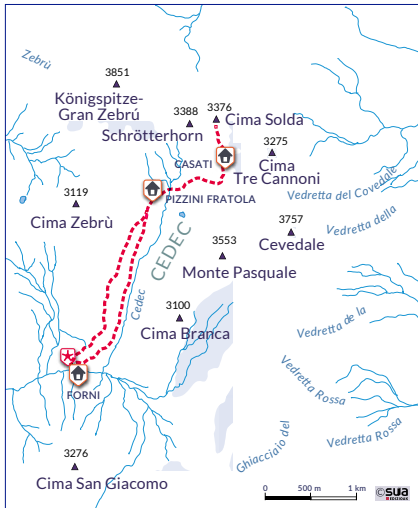 Zebrù
3851
Königspitze-
Gran Zebrú
3388
Schrötterhorn
3376
Cima Solda
3275
Cima
Tre Cannoni
CASATI
PIZZINI FRATOLA
Vedretta del Covedale
3119
Cima Zebrù
3757
Cevedale
Vedretta della
CEDEC
3553
Monte Pasquale
Cedec
3100
Cima Branca
Vedretta de la
Vedretta Rossa
FORNI
Vedretta Rossa
Ghiacciaio del
3276
Cima San Giacomo
0 500 m 1 km
©SUa
EDIZIONI